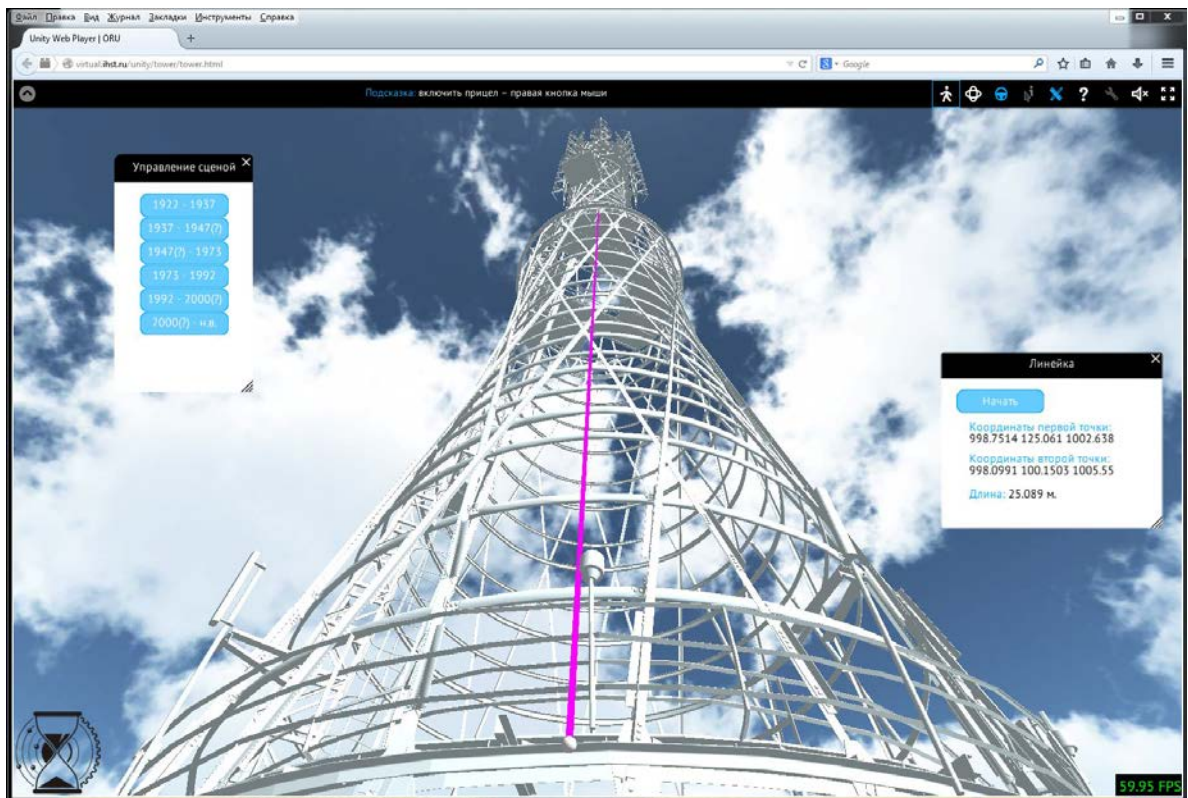 Файл Правка Вид Журнал Закладки Инструменты Справка
Unity Web Player | ORU
virtual.ihst.ru/unity/tower/tower.html
Google
Подсказка: включить прицел – правая кнопка мыши
Управление сценой
1922 - 1937
1937 - 1947(?)
1947(?) - 1973
1973 - 1992
1992 - 2000(?)
2000(?) - н.в.
Линейка
Начать
Координаты первой точки:
998.7514 125.061 1002.638
Координаты второй точки:
998.0991 100.1503 1005.55
Длина: 25.089 м.
59.95 FPS